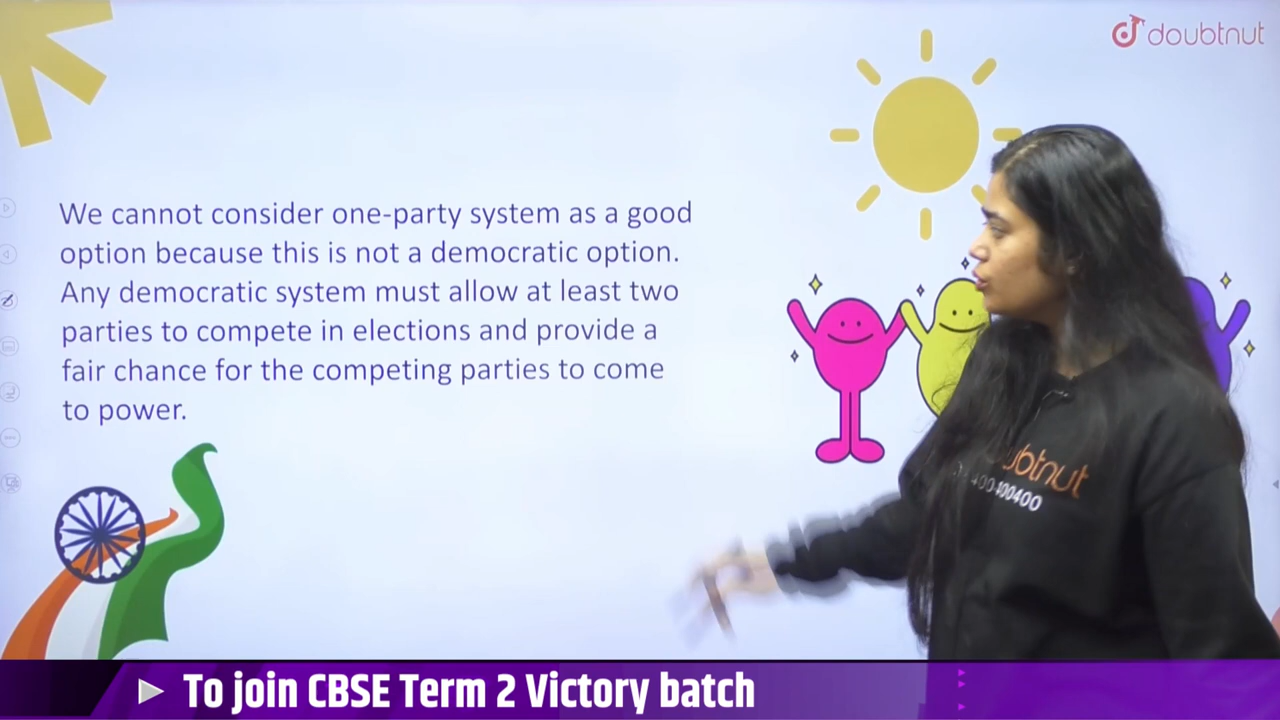 doubtnut
We cannot consider one-party system as a good
option because this is not a democratic option.
Any democratic system must allow at least two
parties to compete in elections and provide a
fair chance for the competing parties to come
to power.
400400
To join CBSE Term 2 Victory batch